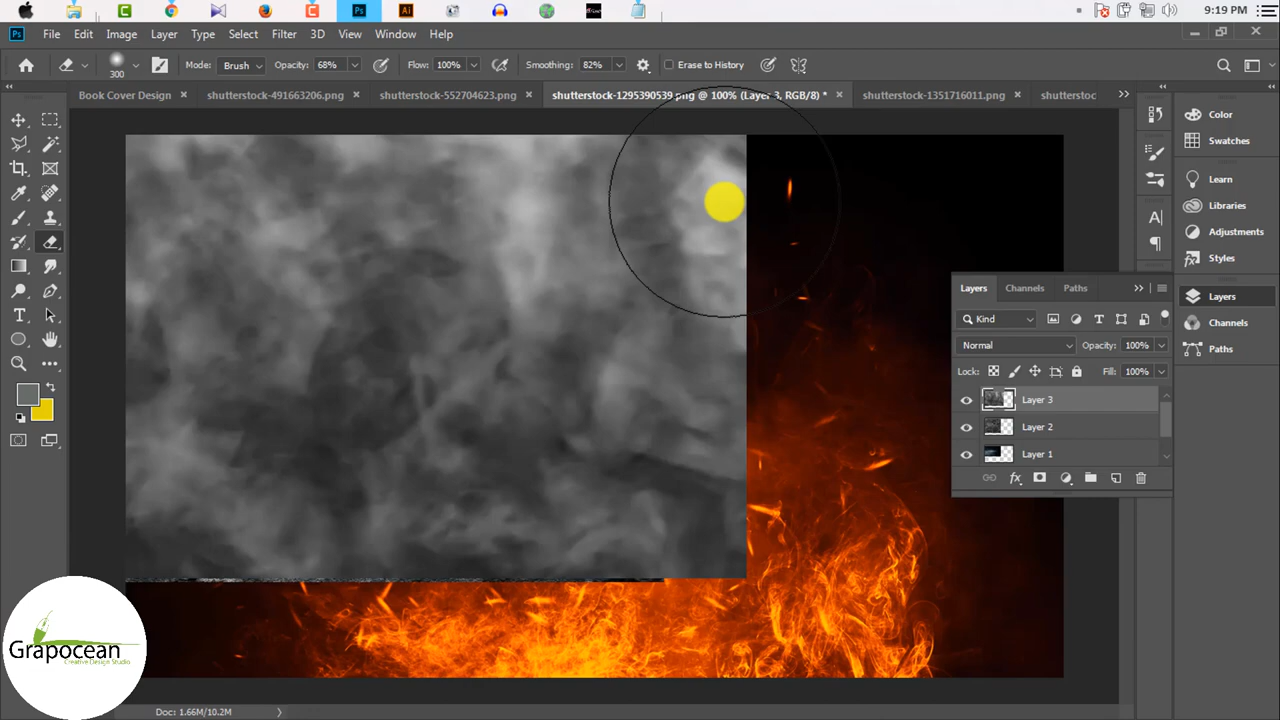 9:19 PM
Ps File Edit Image Layer Type Select Filter 3D View Window Help
300 Mode: Brush Opacity: 68% Flow: 100% Smoothing: 82% Erase to History
Book Cover Design × shutterstock-491663206.png × shutterstock-552704623.png × shutterstock-1295390539.png @ 100% (Layer 3, RGB/8) * × shutterstock-1351716011.png × shutterstoc
Color
Swatches
Learn
Libraries
Adjustments
Styles
Layers
Channels
Paths
Layers Channels Paths
Kind
Normal Opacity: 100%
Lock: Fill: 100%
Layer 3
Layer 2
Layer 1
fx
Grapocean
Creative Design Studio
Doc: 1.66M/10.2M